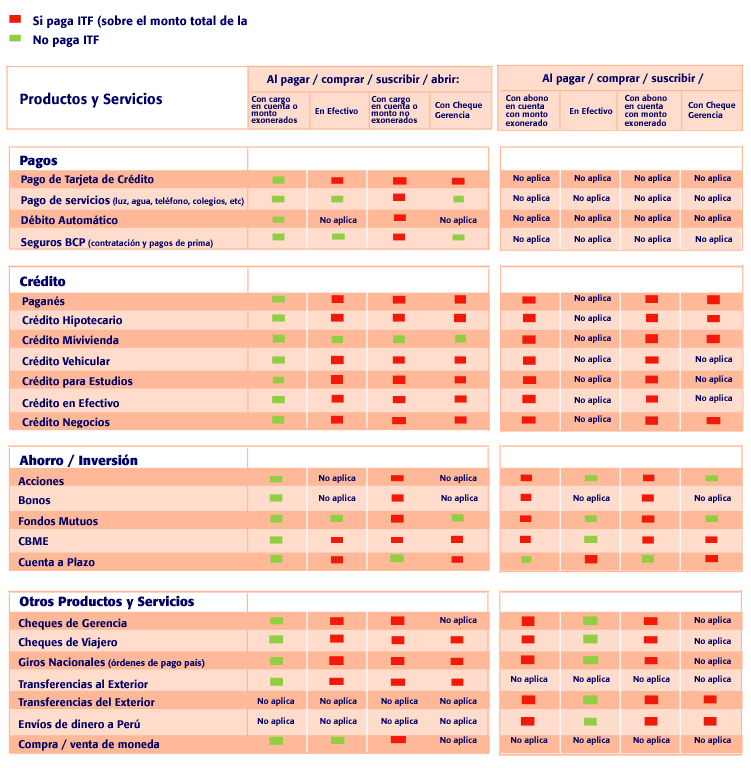 Si paga ITF (sobre el monto total de la
No paga ITF
Productos y Servicios
Al pagar / comprar / suscribir / abrir:
Al pagar / comprar / suscribir /
Con cargo en cuenta o monto exonerados
En Efectivo
Con cargo en cuenta o monto no exonerados
Con Cheque Gerencia
Con abono en cuenta con monto exonerado
En Efectivo
Con abono en cuenta con monto exonerado
Con Cheque Gerencia
Pagos
Pago de Tarjeta de Crédito No aplica No aplica No aplica No aplica
Pago de servicios (luz, agua, teléfono, colegios, etc) No aplica No aplica No aplica No aplica
Débito Automático No aplica No aplica No aplica No aplica No aplica No aplica
Seguros BCP (contratación y pagos de prima) No aplica No aplica No aplica No aplica
Crédito
Paganés No aplica
Crédito Hipotecario No aplica
Crédito Mivivienda No aplica
Crédito Vehicular No aplica No aplica
Crédito para Estudios No aplica No aplica
Crédito en Efectivo No aplica No aplica
Crédito Negocios No aplica
Ahorro / Inversión
Acciones No aplica No aplica
Bonos No aplica No aplica No aplica No aplica
Fondos Mutuos
CBME
Cuenta a Plazo
Otros Productos y Servicios
Cheques de Gerencia No aplica No aplica
Cheques de Viajero No aplica
Giros Nacionales (órdenes de pago país) No aplica
Transferencias al Exterior No aplica No aplica No aplica No aplica
Transferencias del Exterior No aplica No aplica No aplica No aplica
Envíos de dinero a Perú No aplica No aplica No aplica No aplica
Compra / venta de moneda No aplica No aplica No aplica No aplica No aplica